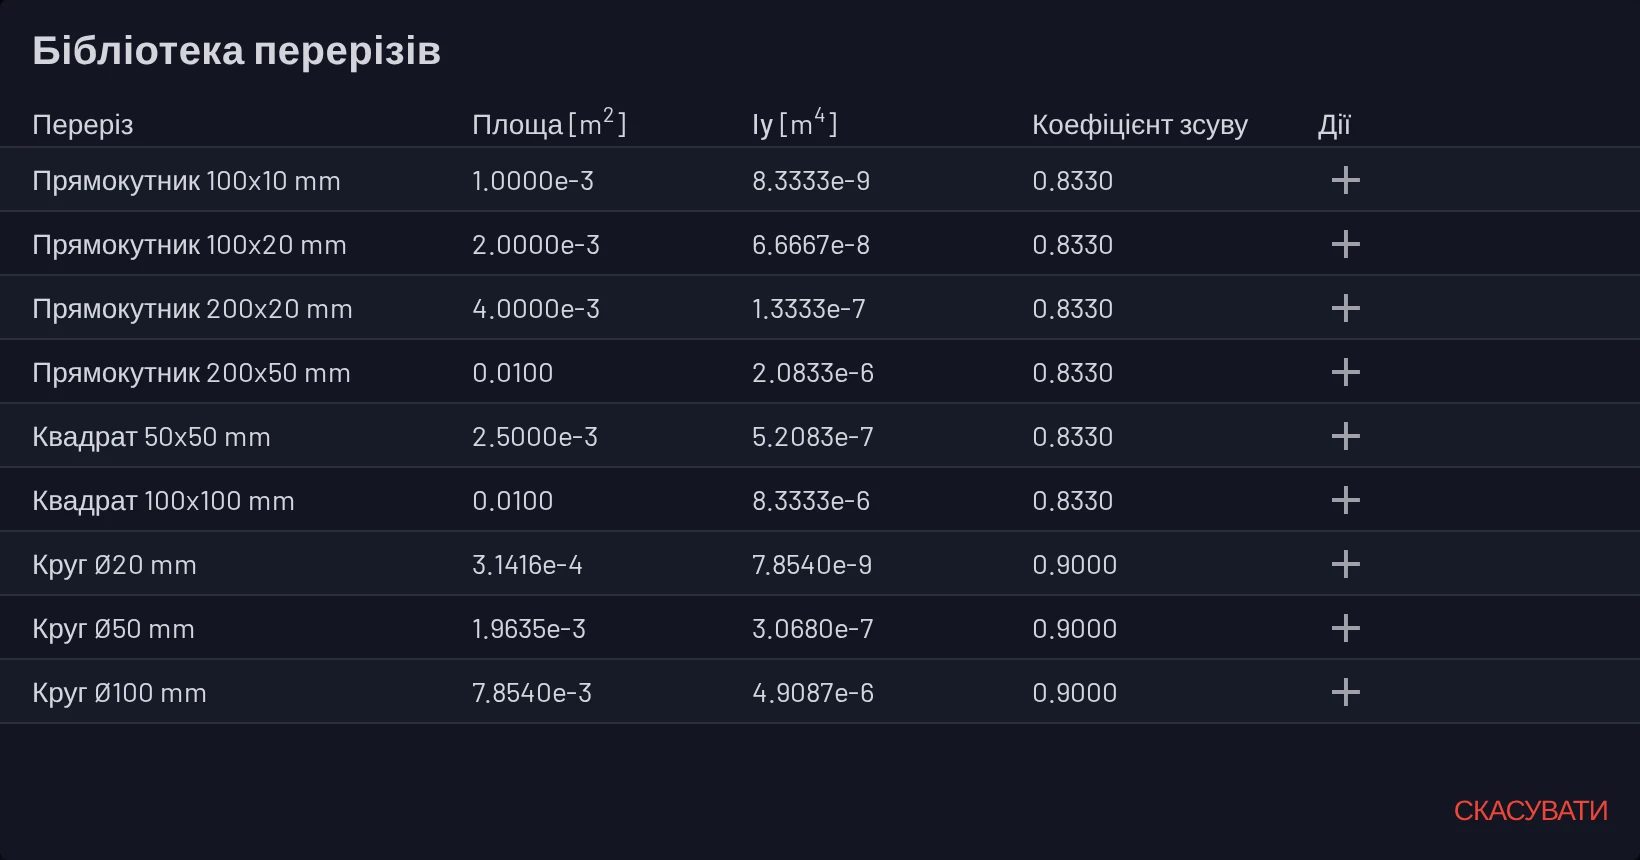 Бібліотека перерізів
Переріз Площа [m²] Iy [m⁴] Коефіцієнт зсуву Дії
Прямокутник 100x10 mm 1.0000e-3 8.3333e-9 0.8330
Прямокутник 100x20 mm 2.0000e-3 6.6667e-8 0.8330
Прямокутник 200x20 mm 4.0000e-3 1.3333e-7 0.8330
Прямокутник 200x50 mm 0.0100 2.0833e-6 0.8330
Квадрат 50x50 mm 2.5000e-3 5.2083e-7 0.8330
Квадрат 100x100 mm 0.0100 8.3333e-6 0.8330
Круг Ø20 mm 3.1416e-4 7.8540e-9 0.9000
Круг Ø50 mm 1.9635e-3 3.0680e-7 0.9000
Круг Ø100 mm 7.8540e-3 4.9087e-6 0.9000
СКАСУВАТИ